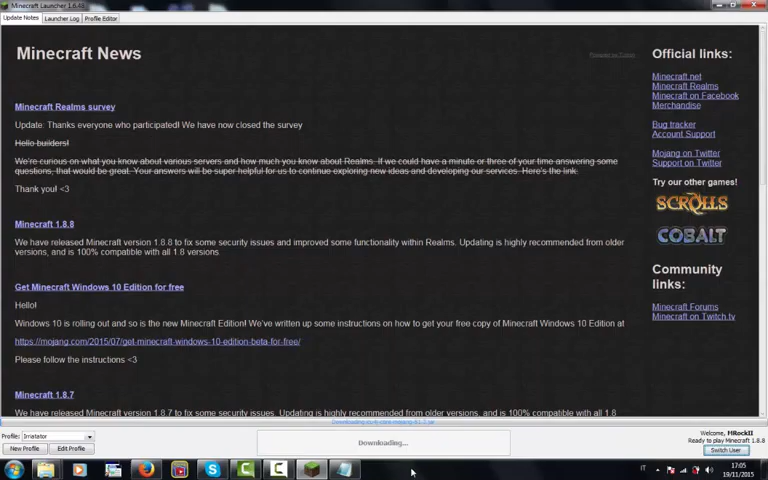 Minecraft Launcher 1.6.48
Update Notes
Launcher Log
Profile Editor
Minecraft News
Powered by Tumblr
Minecraft Realms survey
Update: Thanks everyone who participated! We have now closed the survey
Hello builders!
We're curious on what you know about various servers and how much you know about Realms. If we could have a minute or three of your time answering some
questions, that would be great. Your answers will be super helpful for us to continue exploring new ideas and developing our services. Here's the link.
Thank you! <3
Minecraft 1.8.8
We have released Minecraft version 1.8.8 to fix some security issues and improved some functionality within Realms. Updating is highly recommended from older
versions, and is 100% compatible with all 1.8 versions
Get Minecraft Windows 10 Edition for free
Hello!
Windows 10 is rolling out and so is the new Minecraft Edition! We've written up some instructions on how to get your free copy of Minecraft Windows 10 Edition at
https://mojang.com/2015/07/get-minecraft-windows-10-edition-beta-for-free/
Please follow the instructions <3
Minecraft 1.8.7
We have released Minecraft version 1.8.7 to fix some security issues. Updating is highly recommended from older versions, and is 100% compatible with all 1.8
Official links:
Minecraft.net
Minecraft Realms
Minecraft on Facebook
Merchandise
Bug tracker
Account Support
Mojang on Twitter
Support on Twitter
Try our other games!
SCROLLS
COBALT
Community
links:
Minecraft Forums
Minecraft on Twitch.tv
Profile:
Irriatator
New Profile
Edit Profile
Downloading...
Welcome, MRockII
Ready to play Minecraft 1.8.8
Switch User
IT
17:05
19/11/2015